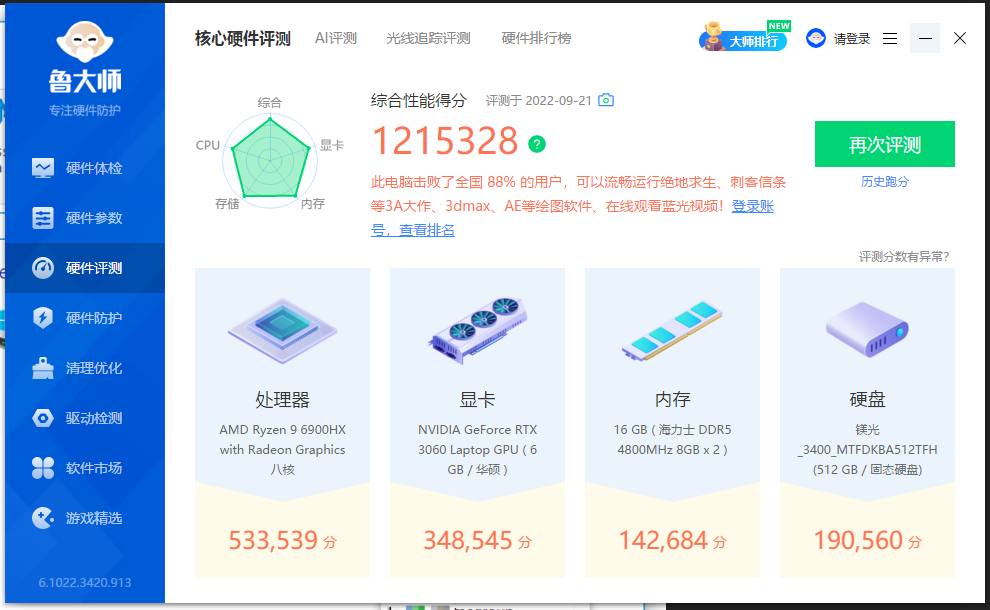 鲁大师
专注硬件防护
硬件体检
硬件参数
硬件评测
硬件防护
清理优化
驱动检测
软件市场
游戏精选
6.1022.3420.913
核心硬件评测 AI评测 光线追踪评测 硬件排行榜
大师排行 NEW 请登录
综合
CPU
显卡
存储
内存
综合性能得分 评测于 2022-09-21
1215328 ?
此电脑击败了全国 88% 的用户，可以流畅运行绝地求生、刺客信条
等3A大作、3dmax、AE等绘图软件、在线观看蓝光视频！登录账
号，查看排名
再次评测
历史跑分
评测分数有异常?
处理器
AMD Ryzen 9 6900HX
with Radeon Graphics
八核
533,539 分
显卡
NVIDIA GeForce RTX
3060 Laptop GPU ( 6
GB / 华硕 )
348,545 分
内存
16 GB ( 海力士 DDR5
4800MHz 8GB x 2 )
142,684 分
硬盘
镁光
_3400_MTFDKBA512TFH
(512 GB / 固态硬盘)
190,560 分